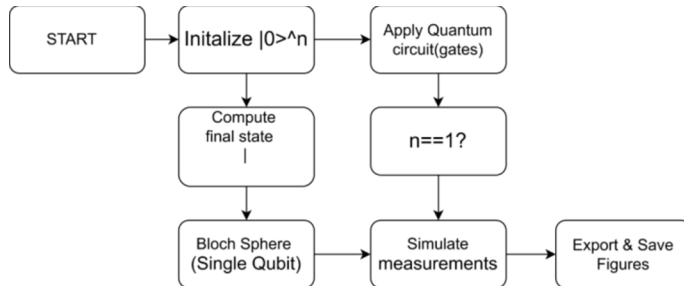 START
Initalize |0>^n
Apply Quantum
circuit(gates)
Compute
final state
|
n==1?
Bloch Sphere
(Single Qubit)
Simulate
measurements
Export & Save
Figures